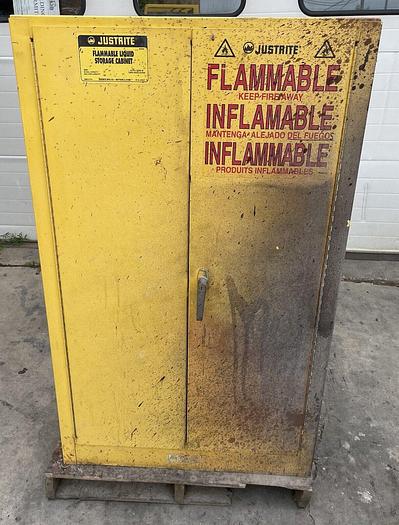 JUSTRITE
FLAMMABLE LIQUID
STORAGE CABINET
JUSTRITE
FLAMMABLE
KEEP FIRE AWAY
INFLAMABLE
MANTENGA ALEJADO DEL FUEGO
INFLAMMABLE
PRODUITS INFLAMMABLES